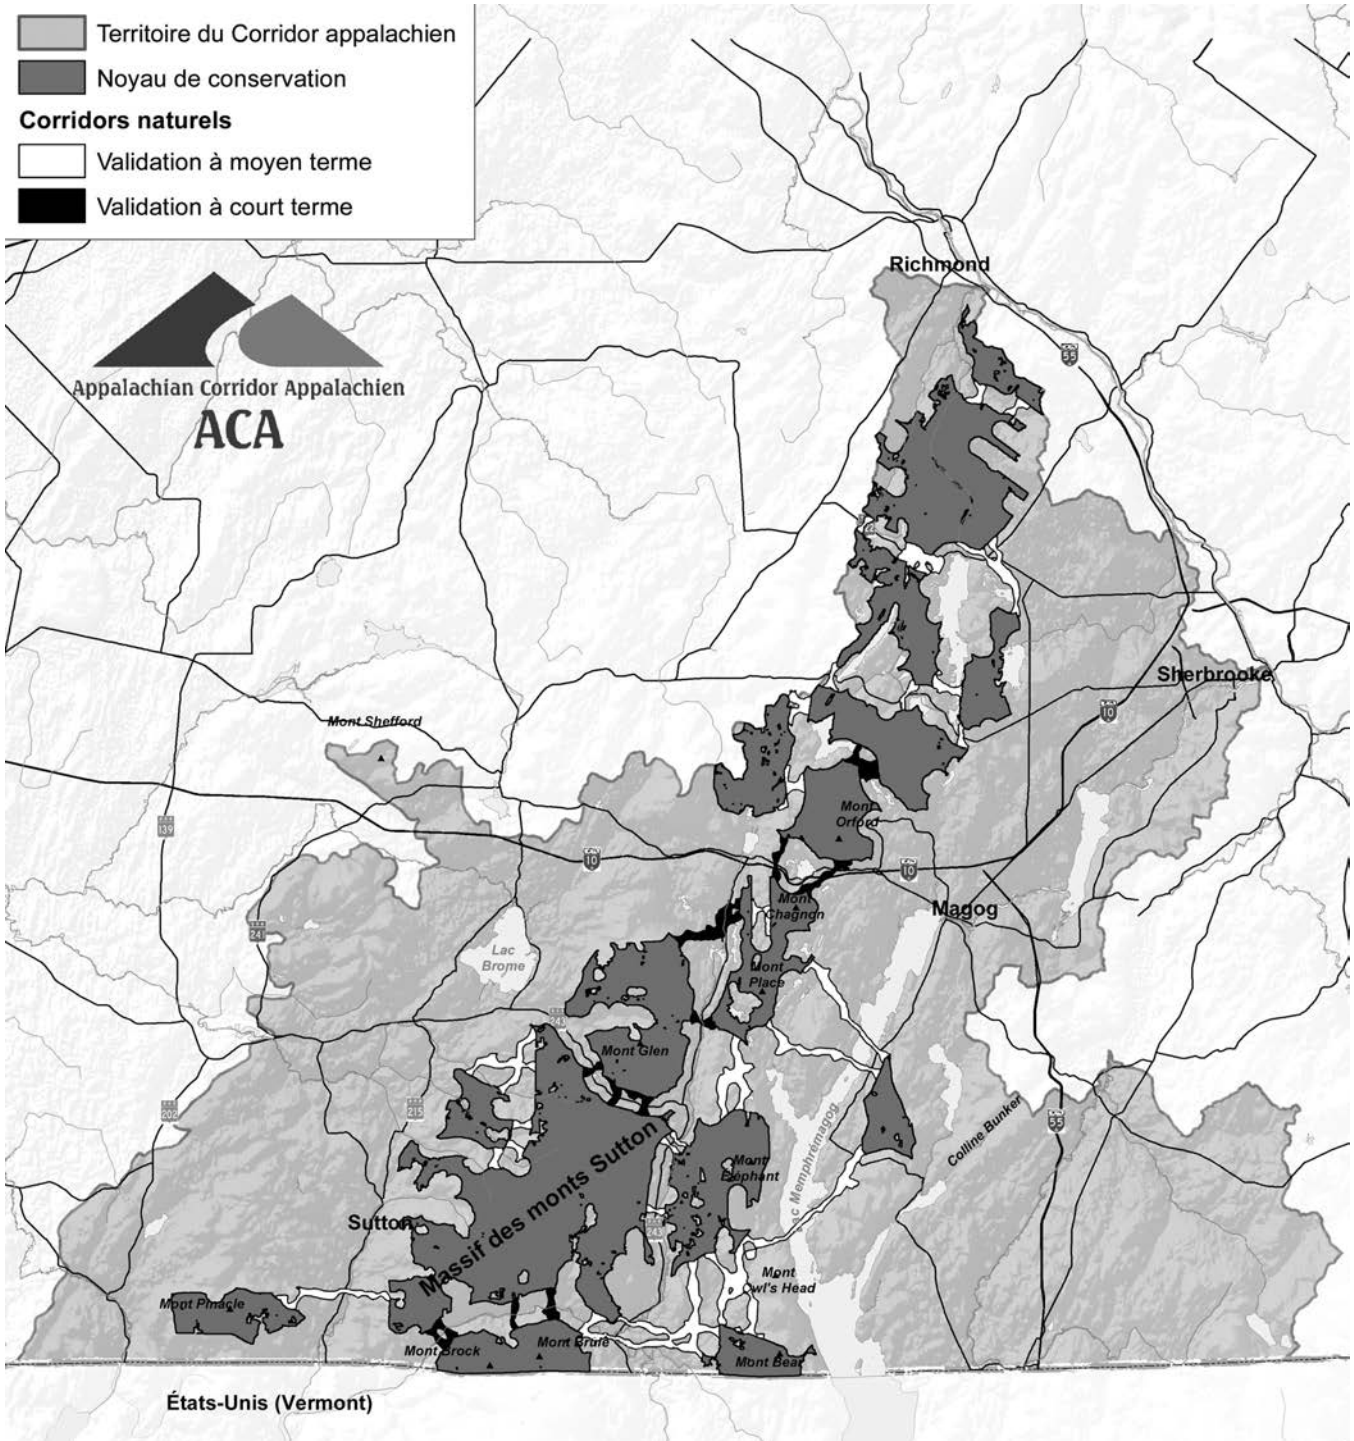 Territoire du Corridor appalachien
Noyau de conservation
Corridors naturels
Validation à moyen terme
Validation à court terme
Richmond
55
Appalachian Corridor Appalachien
ACA
Sherbrooke
10
Mont Shefford
139
Mont
Orford
10
10
Mont
Chagnon
Magog
241
Lac
Brome
Mont
Place
243
Mont Glen
202
215
Lac Memphrémagog
Colline Bunker
55
Mont
Éléphant
Massif des monts Sutton
Sutton
243
Mont
Owl's Head
Mont Pinacle
Mont Brock
Mont Brulé
Mont Bear
États-Unis (Vermont)